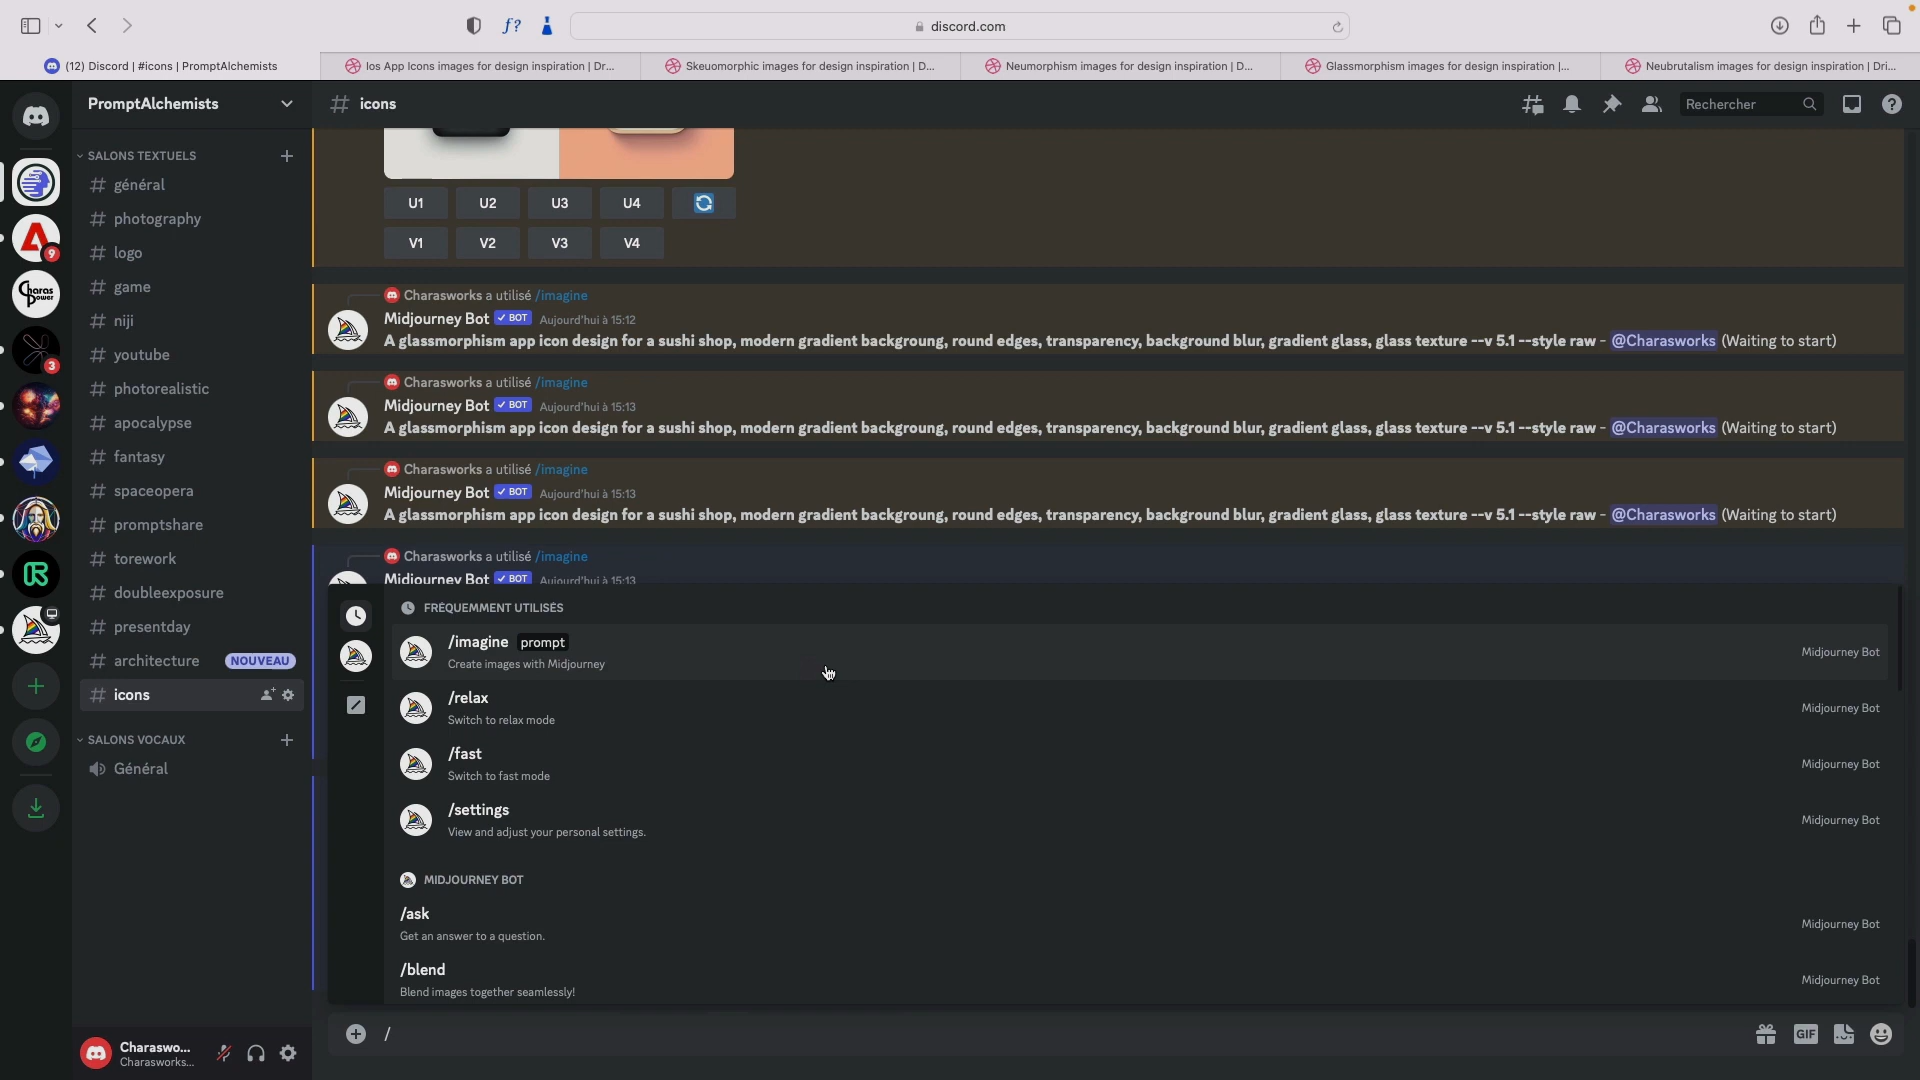 discord.com
(12) Discord | #icons | PromptAlchemists
Ios App Icons images for design inspiration | Dr...
Skeuomorphic images for design inspiration | D...
Neumorphism images for design inspiration | D...
Glassmorphism images for design inspiration |...
Neubrutalism images for design inspiration | Dri...
PromptAlchemists
icons
Rechercher
SALONS TEXTUELS
général
photography
logo
game
niji
youtube
photorealistic
apocalypse
fantasy
spaceopera
promptshare
torework
doubleexposure
presentday
architecture NOUVEAU
icons
SALONS VOCAUX
Général
9
Charas Power
3
Charaswo...
Charasworks...
U1 U2 U3 U4
V1 V2 V3 V4
Charasworks a utilisé /imagine
Midjourney Bot ✓ BOT Aujourd'hui à 15:12
A glassmorphism app icon design for a sushi shop, modern gradient backgroung, round edges, transparency, background blur, gradient glass, glass texture --v 5.1 --style raw - @Charasworks (Waiting to start)
Charasworks a utilisé /imagine
Midjourney Bot ✓ BOT Aujourd'hui à 15:13
A glassmorphism app icon design for a sushi shop, modern gradient backgroung, round edges, transparency, background blur, gradient glass, glass texture --v 5.1 --style raw - @Charasworks (Waiting to start)
Charasworks a utilisé /imagine
Midjourney Bot ✓ BOT Aujourd'hui à 15:13
A glassmorphism app icon design for a sushi shop, modern gradient backgroung, round edges, transparency, background blur, gradient glass, glass texture --v 5.1 --style raw - @Charasworks (Waiting to start)
Charasworks a utilisé /imagine
Midjourney Bot ✓ BOT Aujourd'hui à 15:13
FRÉQUEMMENT UTILISÉS
/imagine prompt
Create images with Midjourney
Midjourney Bot
/relax
Switch to relax mode
Midjourney Bot
/fast
Switch to fast mode
Midjourney Bot
/settings
View and adjust your personal settings.
Midjourney Bot
MIDJOURNEY BOT
/ask
Get an answer to a question.
Midjourney Bot
/blend
Blend images together seamlessly!
Midjourney Bot
/
GIF